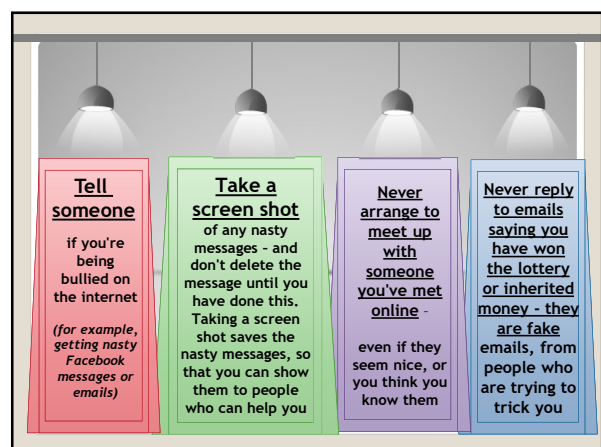 Tell
someone
if you're
being
bullied on
the internet
(for example,
getting nasty
Facebook
messages or
emails)
Take a
screen shot
of any nasty
messages - and
don't delete the
message until you
have done this.
Taking a screen
shot saves the
nasty messages, so
that you can show
them to people
who can help you
Never
arrange to
meet up
with
someone
you've met
online -
even if they
seem nice, or
you think you
know them
Never reply
to emails
saying you
have won
the lottery
or inherited
money - they
are fake
emails, from
people who
are trying to
trick you